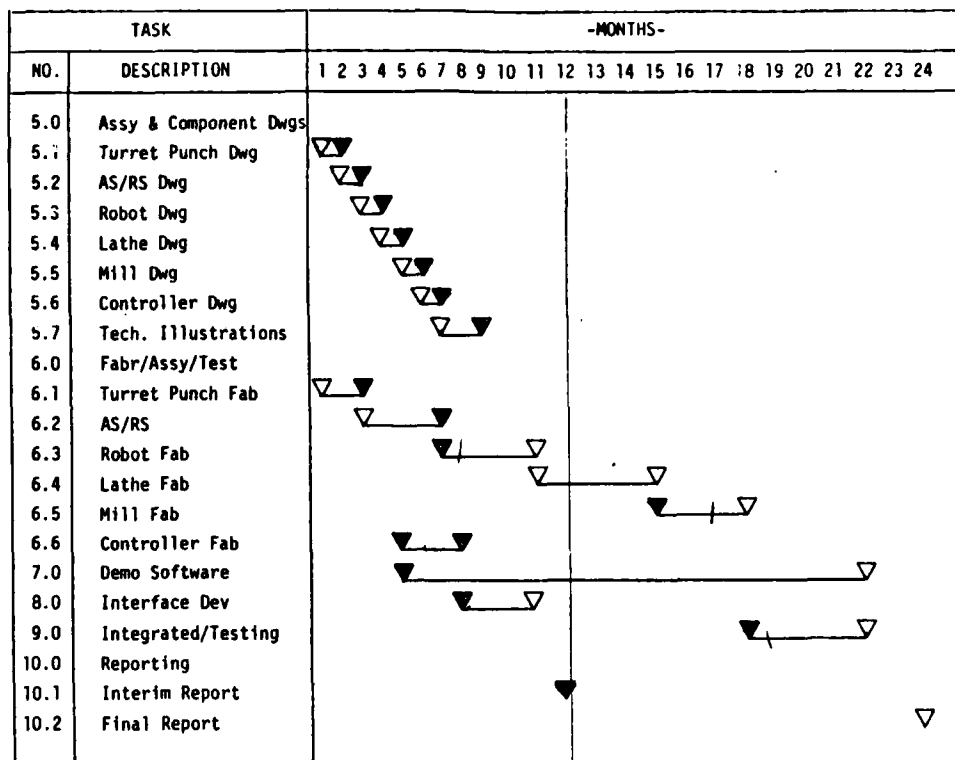 TASK -MONTHS-
NO. DESCRIPTION 1 2 3 4 5 6 7 8 9 10 11 12 13 14 15 16 17 18 19 20 21 22 23 24
5.0 Assy & Component Dwgs
5.1 Turret Punch Dwg
5.2 AS/RS Dwg
5.3 Robot Dwg
5.4 Lathe Dwg
5.5 Mill Dwg
5.6 Controller Dwg
5.7 Tech. Illustrations
6.0 Fabr/Assy/Test
6.1 Turret Punch Fab
6.2 AS/RS
6.3 Robot Fab
6.4 Lathe Fab
6.5 Mill Fab
6.6 Controller Fab
7.0 Demo Software
8.0 Interface Dev
9.0 Integrated/Testing
10.0 Reporting
10.1 Interim Report
10.2 Final Report